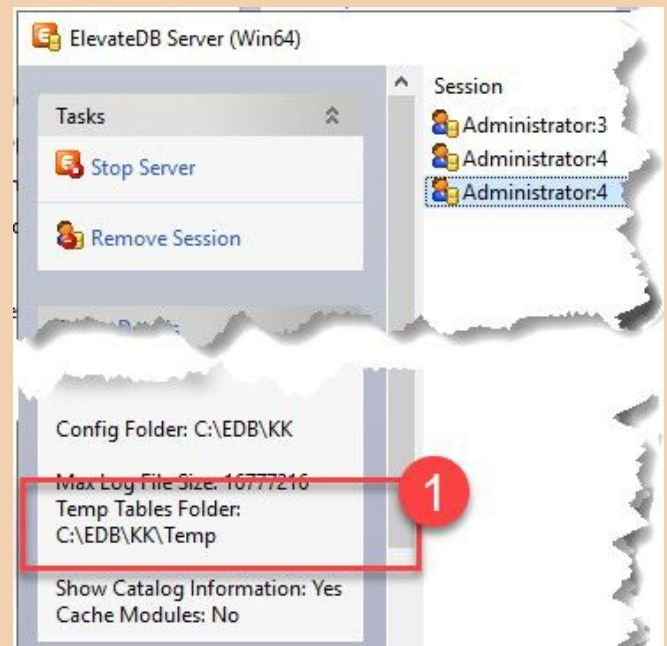 ElevateDB Server (Win64)
Tasks
Stop Server
Remove Session
Session
Administrator:3
Administrator:4
Administrator:4
Config Folder: C:\EDB\KK
Max Log File Size: 16777216
Temp Tables Folder:
C:\EDB\KK\Temp
1
Show Catalog Information: Yes
Cache Modules: No